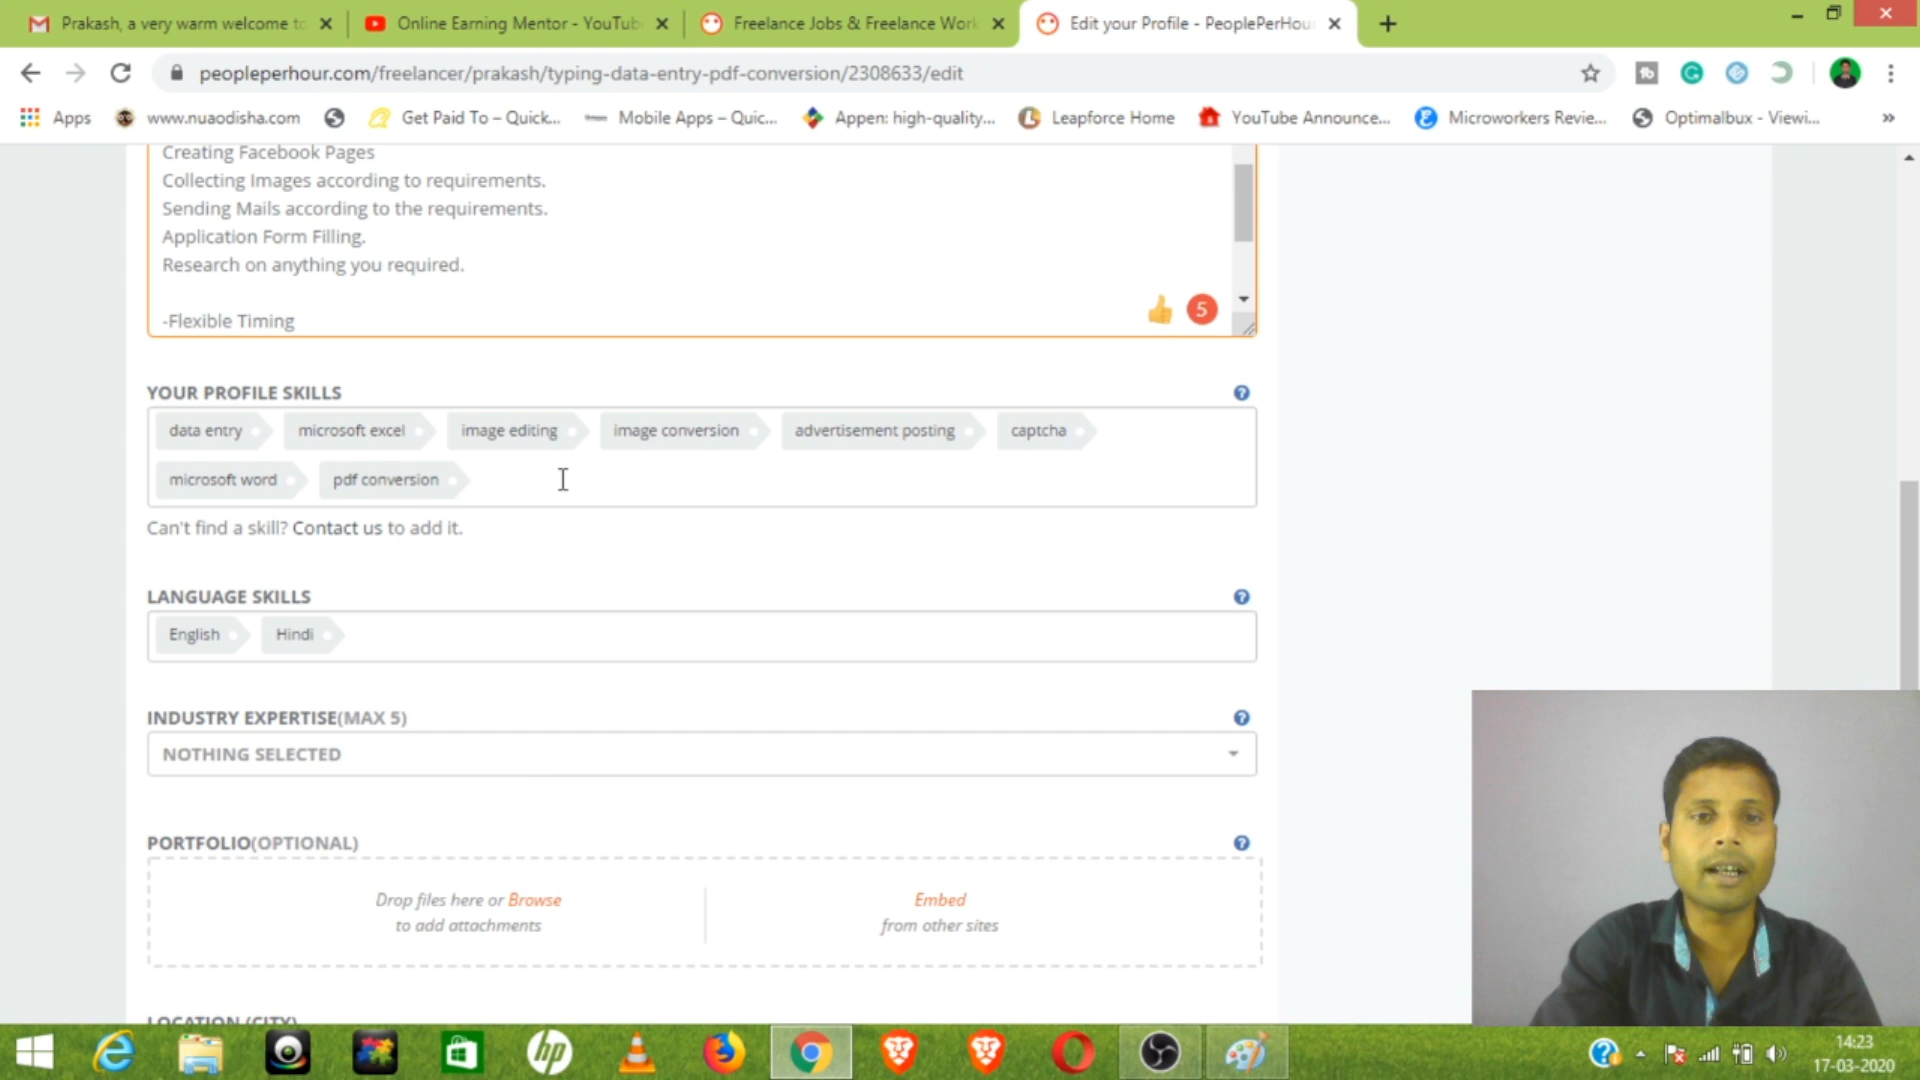 Prakash, a very warm welcome to
Online Earning Mentor - YouTub
Freelance Jobs & Freelance Work
Edit your Profile - PeoplePerHou
peopleperhour.com/freelancer/prakash/typing-data-entry-pdf-conversion/2308633/edit
Apps
www.nuaodisha.com
Get Paid To – Quick...
Mobile Apps – Quic...
Appen: high-quality...
Leapforce Home
YouTube Announce...
Microworkers Revie...
Optimalbux - Viewi...
»
Creating Facebook Pages
Collecting Images according to requirements.
Sending Mails according to the requirements.
Application Form Filling.
Research on anything you required.
5
-Flexible Timing
YOUR PROFILE SKILLS
data entry microsoft excel image editing image conversion advertisement posting captcha
microsoft word pdf conversion
Can't find a skill? Contact us to add it.
LANGUAGE SKILLS
English Hindi
INDUSTRY EXPERTISE(MAX 5)
NOTHING SELECTED
PORTFOLIO(OPTIONAL)
Drop files here or Browse
to add attachments
Embed
from other sites
LOCATION (CITY)
hp
14:23
17-03-2020